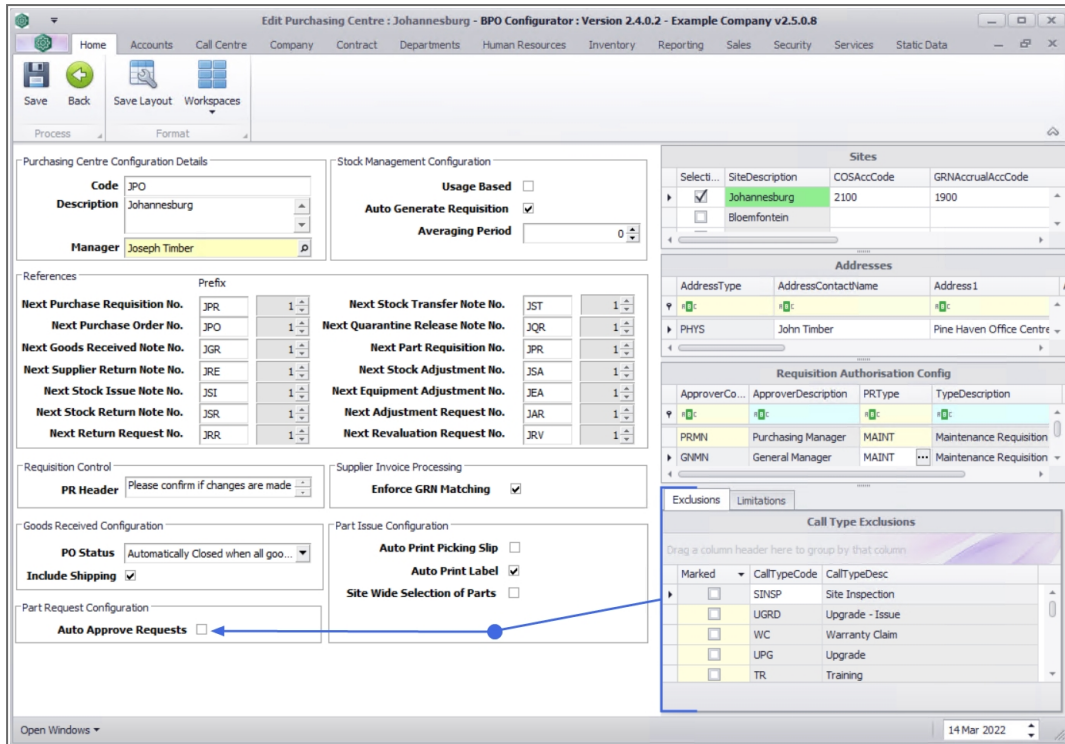 Edit Purchasing Centre : Johannesburg - BPO Configurator : Version 2.4.0.2 - Example Company v2.5.0.8
Home Accounts Call Centre Company Contract Departments Human Resources Inventory Reporting Sales Security Services Static Data
Save Back Save Layout Workspaces
Process Format
Purchasing Centre Configuration Details
Code JPO
Description Johannesburg
Manager Joseph Timber
Stock Management Configuration
Usage Based
Auto Generate Requisition
Averaging Period 0
References
Prefix
Next Purchase Requisition No. JPR 1 Next Stock Transfer Note No. JST 1
Next Purchase Order No. JPO 1 Next Quarantine Release Note No. JQR 1
Next Goods Received Note No. JGR 1 Next Part Requisition No. JPR 1
Next Supplier Return Note No. JRE 1 Next Stock Adjustment No. JSA 1
Next Stock Issue Note No. JSI 1 Next Equipment Adjustment No. JEA 1
Next Stock Return Note No. JSR 1 Next Adjustment Request No. JAR 1
Next Return Request No. JRR 1 Next Revaluation Request No. JRV 1
Requisition Control
PR Header Please confirm if changes are made
Supplier Invoice Processing
Enforce GRN Matching
Goods Received Configuration
PO Status Automatically Closed when all goo...
Include Shipping
Part Issue Configuration
Auto Print Picking Slip
Auto Print Label
Site Wide Selection of Parts
Part Request Configuration
Auto Approve Requests
Sites
Selecti... SiteDescription COSAccCode GRNAccrualAccCode
Johannesburg 2100 1900
Bloemfontein
Addresses
AddressType AddressContactName Address1
PHYS John Timber Pine Haven Office Centre
Requisition Authorisation Config
ApproverCo... ApproverDescription PRType TypeDescription
PRMN Purchasing Manager MAINT Maintenance Requisition
GNMN General Manager MAINT ... Maintenance Requisition
Exclusions Limitations
Call Type Exclusions
Drag a column header here to group by that column
Marked CallTypeCode CallTypeDesc
SINSP Site Inspection
UGRD Upgrade - Issue
WC Warranty Claim
UPG Upgrade
TR Training
Open Windows 14 Mar 2022